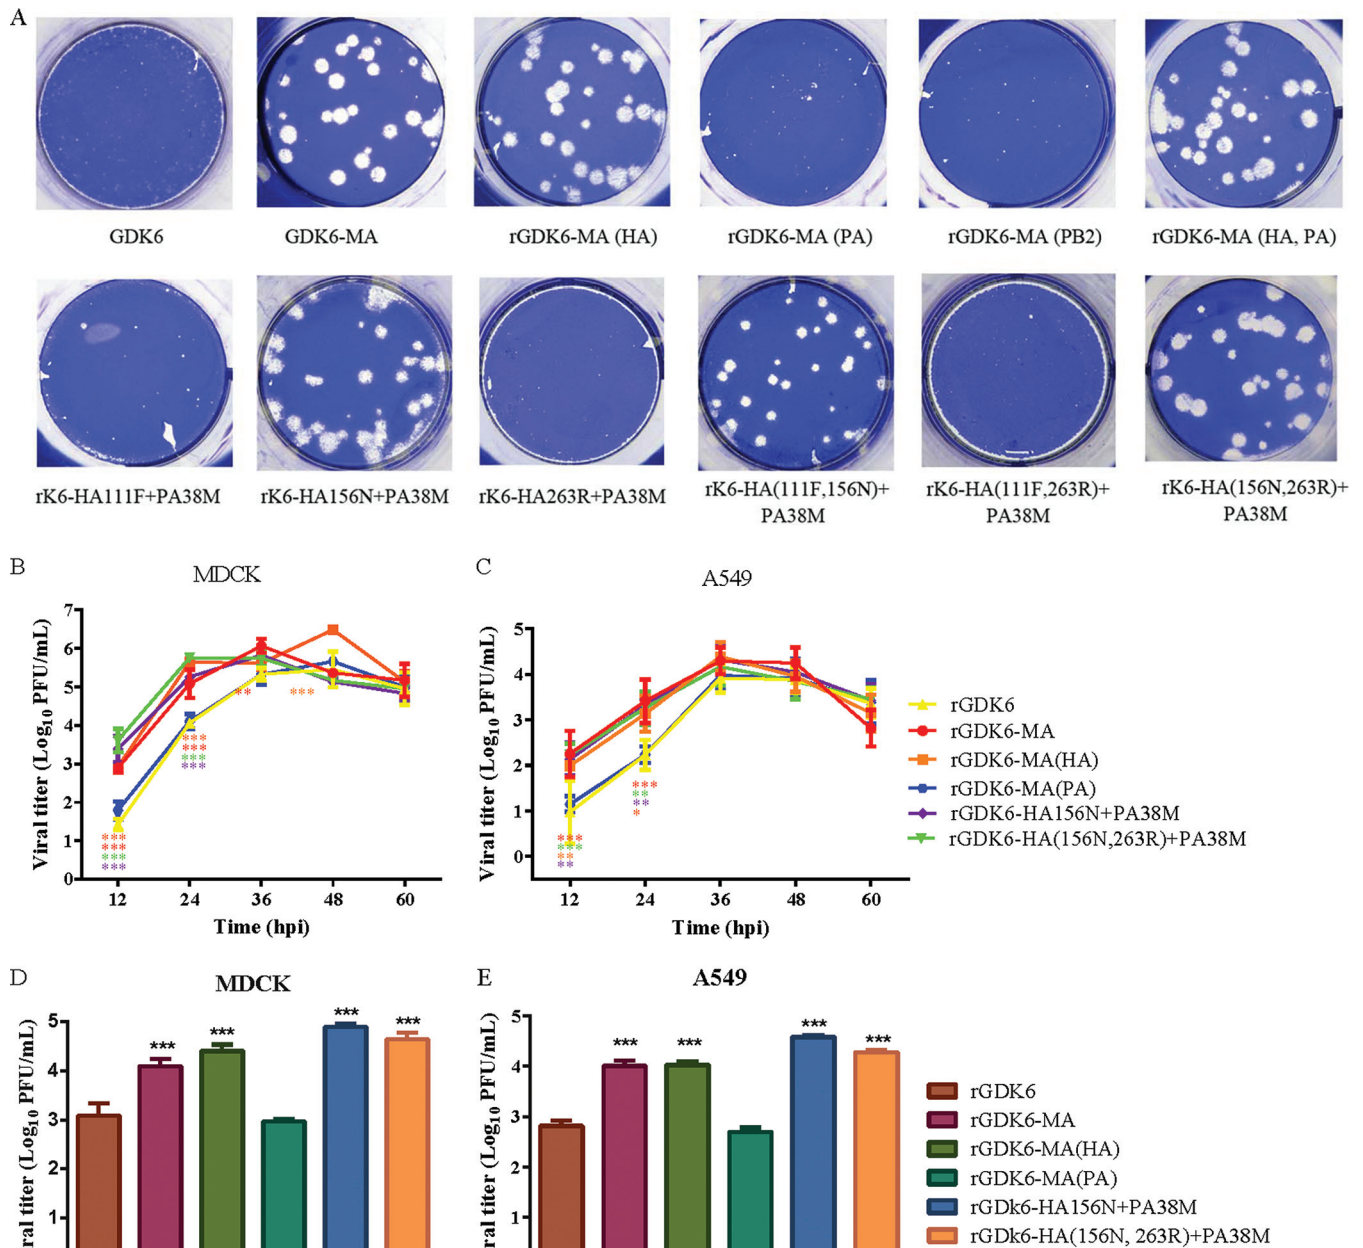 A
GDK6
GDK6-MA
rGDK6-MA (HA)
rGDK6-MA (PA)
rGDK6-MA (PB2)
rGDK6-MA (HA, PA)
rK6-HA111F+PA38M
rK6-HA156N+PA38M
rK6-HA263R+PA38M
rK6-HA(111F,156N)+
PA38M
rK6-HA(111F,263R)+
PA38M
rK6-HA(156N,263R)+
PA38M
B
MDCK
Viral titer (Log10 PFU/mL)
7
6
5
4
3
2
1
0
**
***
***
***
***
***
***
***
***
***
12
24
36
48
60
Time (hpi)
C
A549
Viral titer (Log10 PFU/mL)
5
4
3
2
1
0
***
**
**
*
***
***
**
**
12
24
36
48
60
Time (hpi)
rGDK6
rGDK6-MA
rGDK6-MA(HA)
rGDK6-MA(PA)
rGDK6-HA156N+PA38M
rGDK6-HA(156N,263R)+PA38M
D
MDCK
ral titer (Log10 PFU/mL)
5
4
3
2
1
***
***
***
***
E
A549
ral titer (Log10 PFU/mL)
5
4
3
2
1
***
***
***
***
rGDK6
rGDK6-MA
rGDK6-MA(HA)
rGDK6-MA(PA)
rGDk6-HA156N+PA38M
rGDk6-HA(156N, 263R)+PA38M